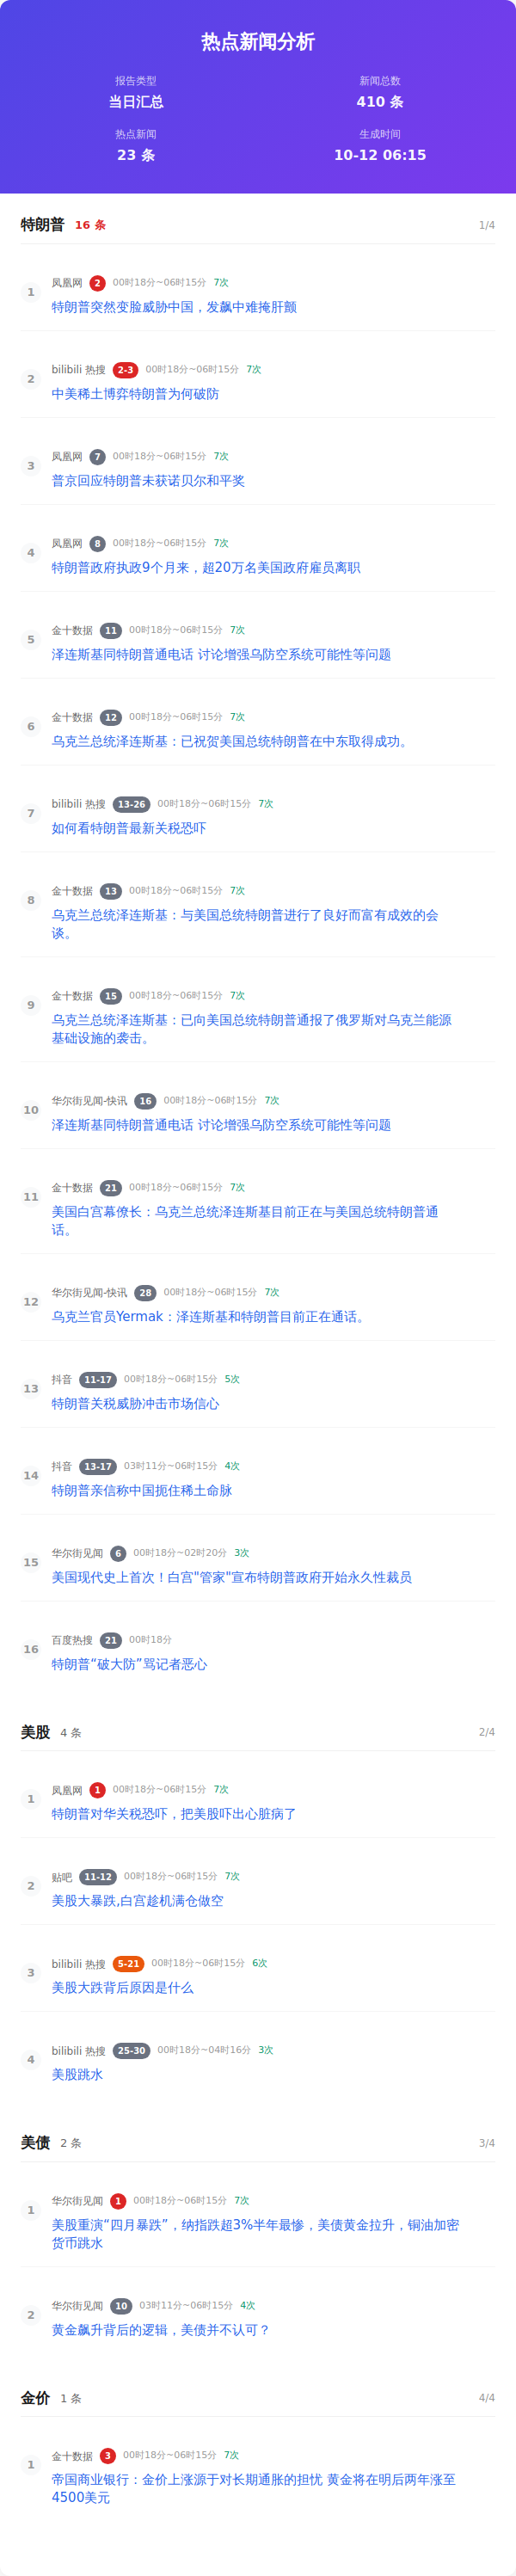 热点新闻分析
报告类型
新闻总数
当日汇总
410 条
热点新闻
生成时间
23 条
10-12 06:15
特朗普 16 条 1/4
1
凤凰网 2 00时18分~06时15分 7次
特朗普突然变脸威胁中国，发飙中难掩肝颤
2
bilibili 热搜 2-3 00时18分~06时15分 7次
中美稀土博弈特朗普为何破防
3
凤凰网 7 00时18分~06时15分 7次
普京回应特朗普未获诺贝尔和平奖
4
凤凰网 8 00时18分~06时15分 7次
特朗普政府执政9个月来，超20万名美国政府雇员离职
5
金十数据 11 00时18分~06时15分 7次
泽连斯基同特朗普通电话 讨论增强乌防空系统可能性等问题
6
金十数据 12 00时18分~06时15分 7次
乌克兰总统泽连斯基：已祝贺美国总统特朗普在中东取得成功。
7
bilibili 热搜 13-26 00时18分~06时15分 7次
如何看特朗普最新关税恐吓
8
金十数据 13 00时18分~06时15分 7次
乌克兰总统泽连斯基：与美国总统特朗普进行了良好而富有成效的会
谈。
9
金十数据 15 00时18分~06时15分 7次
乌克兰总统泽连斯基：已向美国总统特朗普通报了俄罗斯对乌克兰能源
基础设施的袭击。
10
华尔街见闻-快讯 16 00时18分~06时15分 7次
泽连斯基同特朗普通电话 讨论增强乌防空系统可能性等问题
11
金十数据 21 00时18分~06时15分 7次
美国白宫幕僚长：乌克兰总统泽连斯基目前正在与美国总统特朗普通
话。
12
华尔街见闻-快讯 28 00时18分~06时15分 7次
乌克兰官员Yermak：泽连斯基和特朗普目前正在通话。
13
抖音 11-17 00时18分~06时15分 5次
特朗普关税威胁冲击市场信心
14
抖音 13-17 03时11分~06时15分 4次
特朗普亲信称中国扼住稀土命脉
15
华尔街见闻 6 00时18分~02时20分 3次
美国现代史上首次！白宫"管家"宣布特朗普政府开始永久性裁员
16
百度热搜 21 00时18分
特朗普“破大防”骂记者恶心
美股 4 条 2/4
1
凤凰网 1 00时18分~06时15分 7次
特朗普对华关税恐吓，把美股吓出心脏病了
2
贴吧 11-12 00时18分~06时15分 7次
美股大暴跌,白宫趁机满仓做空
3
bilibili 热搜 5-21 00时18分~06时15分 6次
美股大跌背后原因是什么
4
bilibili 热搜 25-30 00时18分~04时16分 3次
美股跳水
美债 2 条 3/4
1
华尔街见闻 1 00时18分~06时15分 7次
美股重演“四月暴跌”，纳指跌超3%半年最惨，美债黄金拉升，铜油加密
货币跳水
2
华尔街见闻 10 03时11分~06时15分 4次
黄金飙升背后的逻辑，美债并不认可？
金价 1 条 4/4
1
金十数据 3 00时18分~06时15分 7次
帝国商业银行：金价上涨源于对长期通胀的担忧 黄金将在明后两年涨至
4500美元